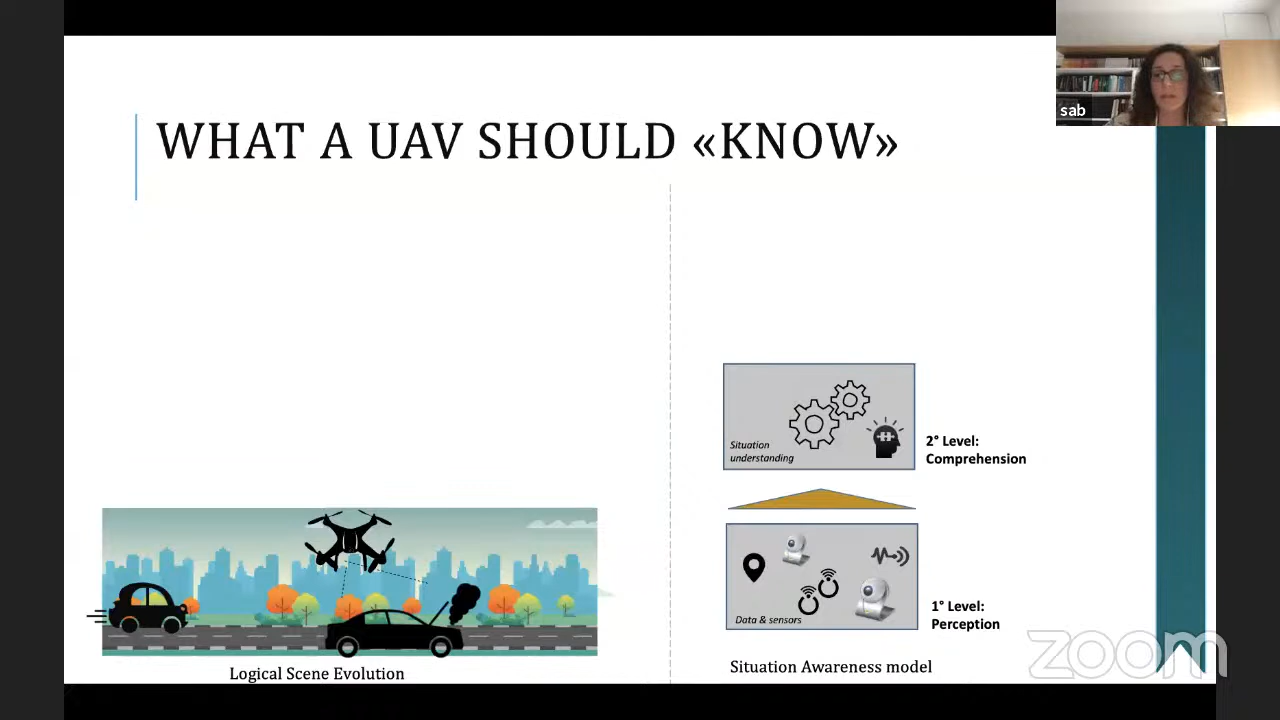 sab
WHAT A UAV SHOULD «KNOW»
Situation
understanding
2° Level:
Comprehension
Data & sensors
1° Level:
Perception
Logical Scene Evolution
Situation Awareness model
zoom